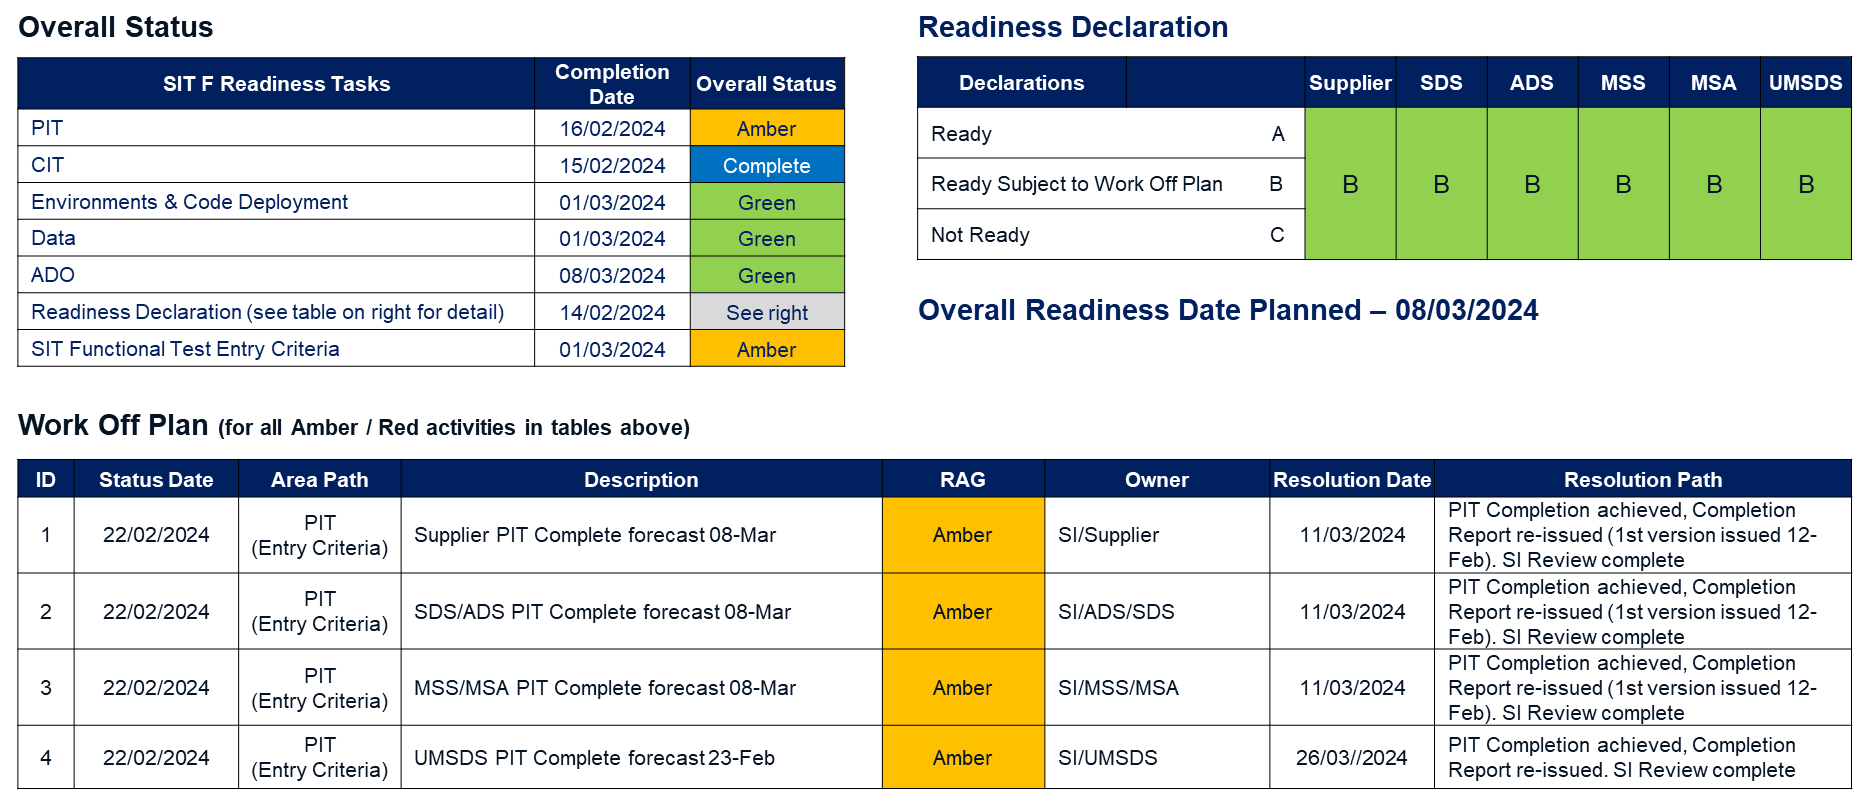 Overall Status
SIT F Readiness Tasks Completion Date Overall Status
PIT 16/02/2024 Amber
CIT 15/02/2024 Complete
Environments & Code Deployment 01/03/2024 Green
Data 01/03/2024 Green
ADO 08/03/2024 Green
Readiness Declaration (see table on right for detail) 14/02/2024 See right
SIT Functional Test Entry Criteria 01/03/2024 Amber
Readiness Declaration
Declarations Supplier SDS ADS MSS MSA UMSDS
Ready A
Ready Subject to Work Off Plan B B B B B B B
Not Ready C
Overall Readiness Date Planned – 08/03/2024
Work Off Plan (for all Amber / Red activities in tables above)
ID Status Date Area Path Description RAG Owner Resolution Date Resolution Path
1 22/02/2024 PIT (Entry Criteria) Supplier PIT Complete forecast 08-Mar Amber SI/Supplier 11/03/2024 PIT Completion achieved, Completion
Report re-issued (1st version issued 12-
Feb). SI Review complete
2 22/02/2024 PIT (Entry Criteria) SDS/ADS PIT Complete forecast 08-Mar Amber SI/ADS/SDS 11/03/2024 PIT Completion achieved, Completion
Report re-issued (1st version issued 12-
Feb). SI Review complete
3 22/02/2024 PIT (Entry Criteria) MSS/MSA PIT Complete forecast 08-Mar Amber SI/MSS/MSA 11/03/2024 PIT Completion achieved, Completion
Report re-issued (1st version issued 12-
Feb). SI Review complete
4 22/02/2024 PIT (Entry Criteria) UMSDS PIT Complete forecast 23-Feb Amber SI/UMSDS 26/03//2024 PIT Completion achieved, Completion
Report re-issued. SI Review complete